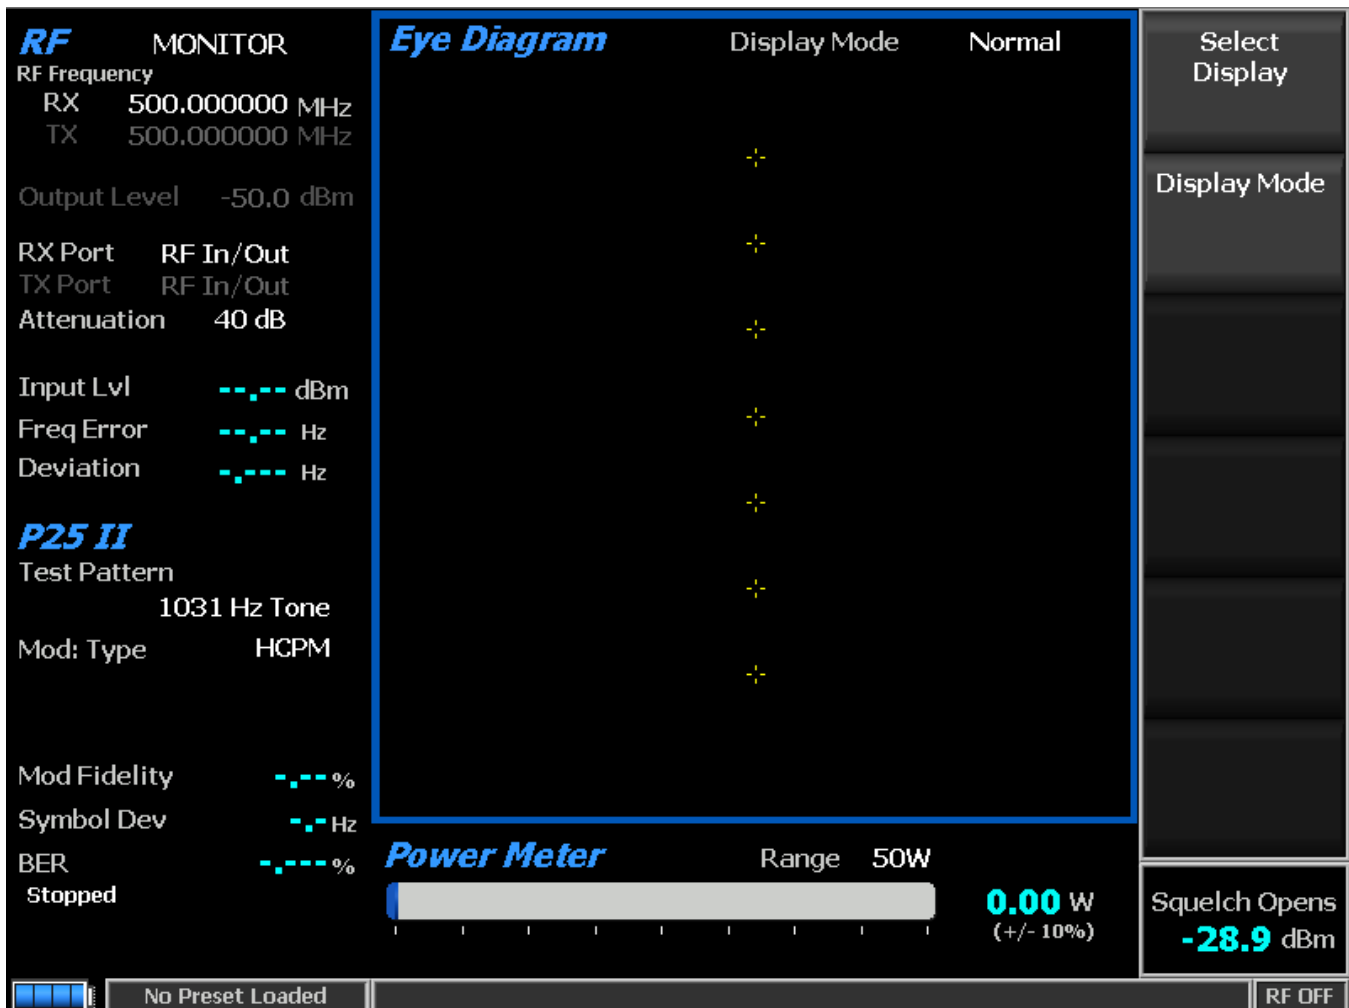 RF MONITOR
RF Frequency
RX 500.000000 MHz
TX 500.000000 MHz
Output Level -50.0 dBm
RX Port RF In/Out
TX Port RF In/Out
Attenuation 40 dB
Input Lvl --.-- dBm
Freq Error --.-- Hz
Deviation -.--- Hz
P25 II
Test Pattern
1031 Hz Tone
Mod: Type HCPM
Mod Fidelity -.--%
Symbol Dev -.-Hz
BER -.---%
Stopped
Eye Diagram Display Mode Normal
Power Meter Range 50W
0.00 W
(+/- 10%)
Select
Display
Display Mode
Squelch Opens
-28.9 dBm
No Preset Loaded
RF OFF